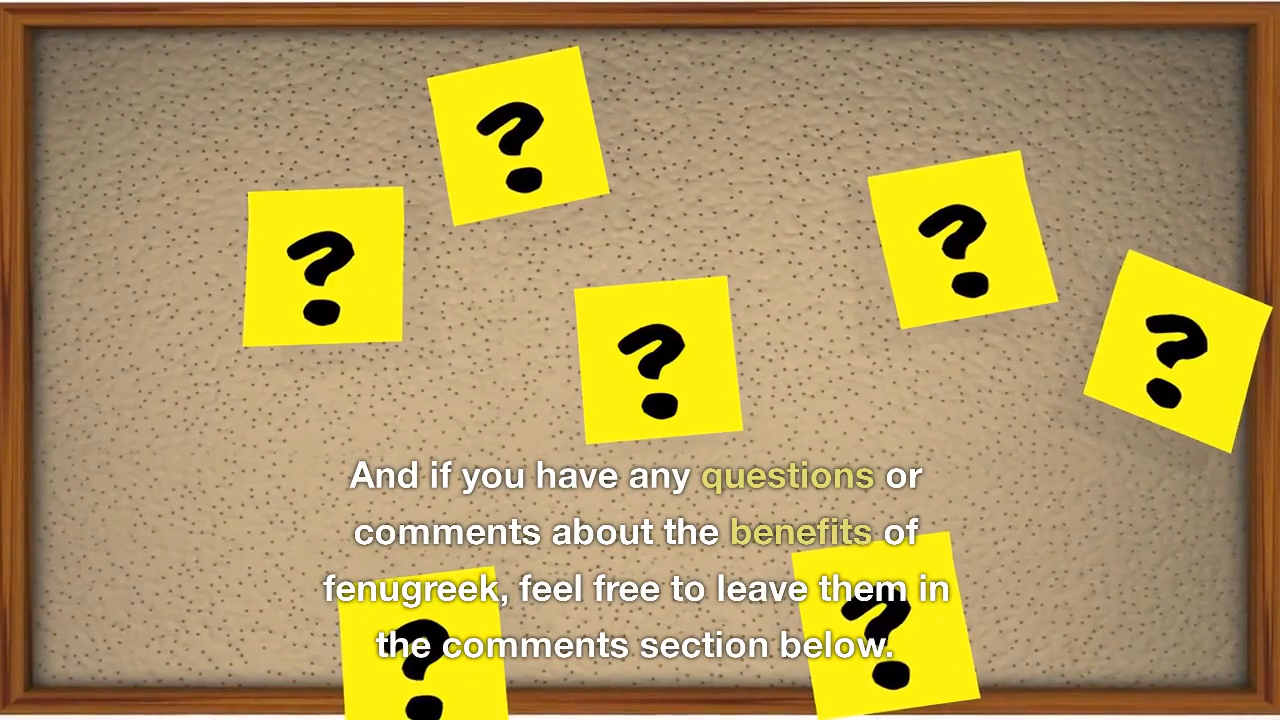 ?
?
?
?
?
And if you have any questions or
comments about the benefits of
fenugreek, feel free to leave them in
the comments section below.
?
?